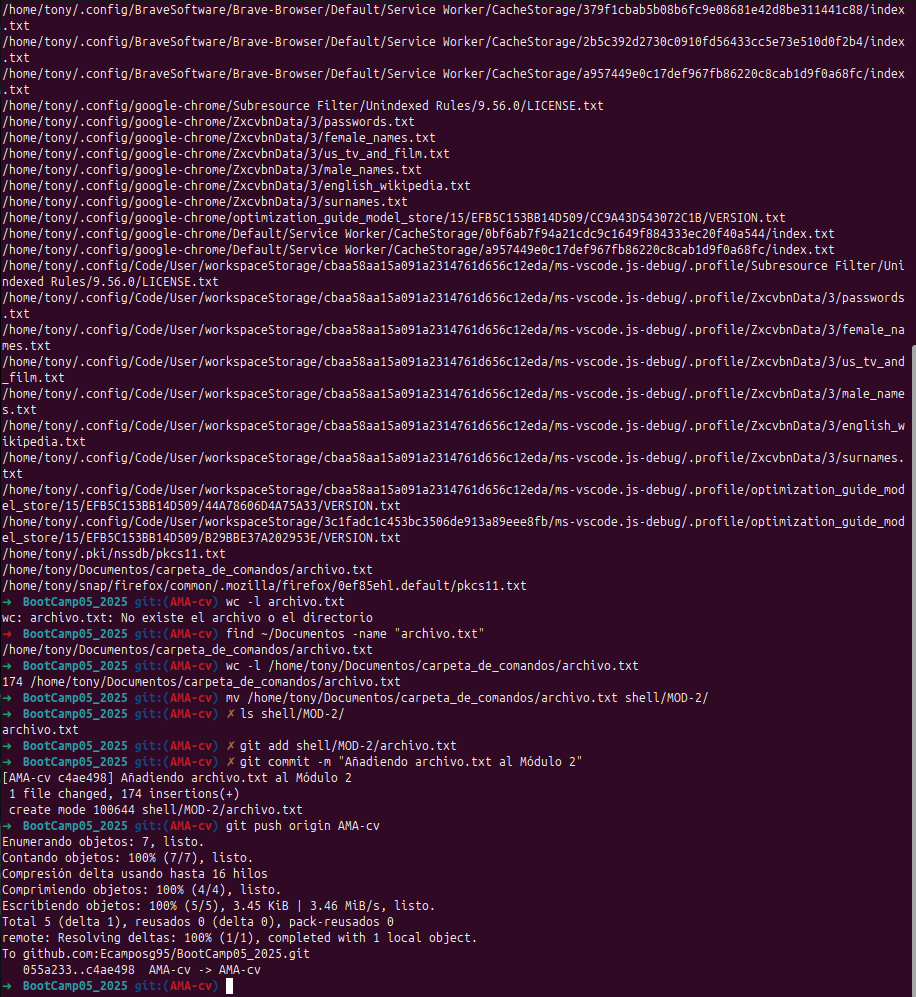 /home/tony/.config/BraveSoftware/Brave-Browser/Default/Service Worker/CacheStorage/379f1cbab5b08b6fc9e08681e42d8be311441c88/index
.txt
/home/tony/.config/BraveSoftware/Brave-Browser/Default/Service Worker/CacheStorage/2b5c392d2730c0910fd56433cc5e73e510d0f2b4/index
.txt
/home/tony/.config/BraveSoftware/Brave-Browser/Default/Service Worker/CacheStorage/a957449e0c17def967fb86220c8cab1d9f0a68fc/index
.txt
/home/tony/.config/google-chrome/Subresource Filter/Unindexed Rules/9.56.0/LICENSE.txt
/home/tony/.config/google-chrome/ZxcvbnData/3/passwords.txt
/home/tony/.config/google-chrome/ZxcvbnData/3/female_names.txt
/home/tony/.config/google-chrome/ZxcvbnData/3/us_tv_and_film.txt
/home/tony/.config/google-chrome/ZxcvbnData/3/male_names.txt
/home/tony/.config/google-chrome/ZxcvbnData/3/english_wikipedia.txt
/home/tony/.config/google-chrome/ZxcvbnData/3/surnames.txt
/home/tony/.config/google-chrome/optimization_guide_model_store/15/EFB5C153BB14D509/CC9A43D543072C1B/VERSION.txt
/home/tony/.config/google-chrome/Default/Service Worker/CacheStorage/0bf6ab7f94a21cdc9c1649f884333ec20f40a544/index.txt
/home/tony/.config/google-chrome/Default/Service Worker/CacheStorage/a957449e0c17def967fb86220c8cab1d9f0a68fc/index.txt
/home/tony/.config/Code/User/workspaceStorage/cbaa58aa15a091a2314761d656c12eda/ms-vscode.js-debug/.profile/Subresource Filter/Uni
ndexed Rules/9.56.0/LICENSE.txt
/home/tony/.config/Code/User/workspaceStorage/cbaa58aa15a091a2314761d656c12eda/ms-vscode.js-debug/.profile/ZxcvbnData/3/passwords
.txt
/home/tony/.config/Code/User/workspaceStorage/cbaa58aa15a091a2314761d656c12eda/ms-vscode.js-debug/.profile/ZxcvbnData/3/female_na
mes.txt
/home/tony/.config/Code/User/workspaceStorage/cbaa58aa15a091a2314761d656c12eda/ms-vscode.js-debug/.profile/ZxcvbnData/3/us_tv_and
_film.txt
/home/tony/.config/Code/User/workspaceStorage/cbaa58aa15a091a2314761d656c12eda/ms-vscode.js-debug/.profile/ZxcvbnData/3/male_name
s.txt
/home/tony/.config/Code/User/workspaceStorage/cbaa58aa15a091a2314761d656c12eda/ms-vscode.js-debug/.profile/ZxcvbnData/3/english_w
ikipedia.txt
/home/tony/.config/Code/User/workspaceStorage/cbaa58aa15a091a2314761d656c12eda/ms-vscode.js-debug/.profile/ZxcvbnData/3/surnames.
txt
/home/tony/.config/Code/User/workspaceStorage/cbaa58aa15a091a2314761d656c12eda/ms-vscode.js-debug/.profile/optimization_guide_mod
el_store/15/EFB5C153BB14D509/44A78606D4A75A33/VERSION.txt
/home/tony/.config/Code/User/workspaceStorage/3c1fadc1c453bc3506de913a89eee8fb/ms-vscode.js-debug/.profile/optimization_guide_mod
el_store/15/EFB5C153BB14D509/B29BBE37A202953E/VERSION.txt
/home/tony/.pki/nssdb/pkcs11.txt
/home/tony/Documentos/carpeta_de_comandos/archivo.txt
/home/tony/snap/firefox/common/.mozilla/firefox/0ef85ehl.default/pkcs11.txt
➜ BootCamp05_2025 git:(AMA-cv) wc -l archivo.txt
wc: archivo.txt: No existe el archivo o el directorio
➜ BootCamp05_2025 git:(AMA-cv) find ~/Documentos -name "archivo.txt"
/home/tony/Documentos/carpeta_de_comandos/archivo.txt
➜ BootCamp05_2025 git:(AMA-cv) wc -l /home/tony/Documentos/carpeta_de_comandos/archivo.txt
174 /home/tony/Documentos/carpeta_de_comandos/archivo.txt
➜ BootCamp05_2025 git:(AMA-cv) mv /home/tony/Documentos/carpeta_de_comandos/archivo.txt shell/MOD-2/
➜ BootCamp05_2025 git:(AMA-cv) ✗ ls shell/MOD-2/
archivo.txt
➜ BootCamp05_2025 git:(AMA-cv) ✗ git add shell/MOD-2/archivo.txt
➜ BootCamp05_2025 git:(AMA-cv) ✗ git commit -m "Añadiendo archivo.txt al Módulo 2"
[AMA-cv c4ae498] Añadiendo archivo.txt al Módulo 2
1 file changed, 174 insertions(+)
create mode 100644 shell/MOD-2/archivo.txt
➜ BootCamp05_2025 git:(AMA-cv) git push origin AMA-cv
Enumerando objetos: 7, listo.
Contando objetos: 100% (7/7), listo.
Compresión delta usando hasta 16 hilos
Comprimiendo objetos: 100% (4/4), listo.
Escribiendo objetos: 100% (5/5), 3.45 KiB | 3.46 MiB/s, listo.
Total 5 (delta 1), reusados 0 (delta 0), pack-reusados 0
remote: Resolving deltas: 100% (1/1), completed with 1 local object.
To github.com:Ecamposg95/BootCamp05_2025.git
055a233..c4ae498 AMA-cv -> AMA-cv
➜ BootCamp05_2025 git:(AMA-cv)